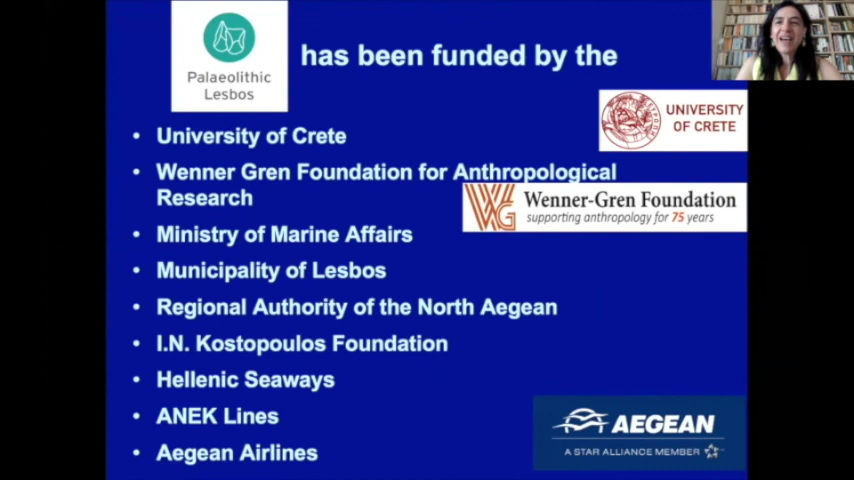 Palaeolithic
Lesbos
has been funded by the
UNIVERSITY
OF CRETE
• University of Crete
• Wenner Gren Foundation for Anthropological
Research
Wenner-Gren Foundation
supporting anthropology for 75 years
• Ministry of Marine Affairs
• Municipality of Lesbos
• Regional Authority of the North Aegean
• I.N. Kostopoulos Foundation
• Hellenic Seaways
• ANEK Lines
• Aegean Airlines
AEGEAN
A STAR ALLIANCE MEMBER